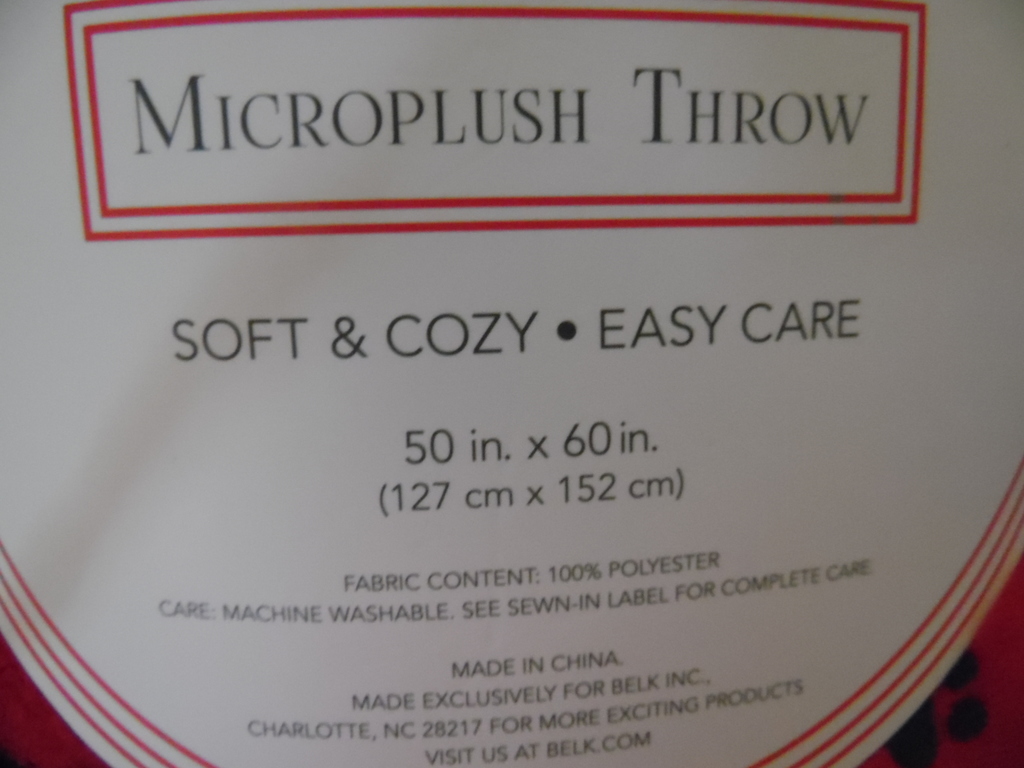 MICROPLUSH THROW
SOFT & COZY • EASY CARE
50 in. x 60 in.
(127 cm x 152 cm)
FABRIC CONTENT: 100% POLYESTER
CARE: MACHINE WASHABLE. SEE SEWN-IN LABEL FOR COMPLETE CARE
MADE IN CHINA.
MADE EXCLUSIVELY FOR BELK INC.,
CHARLOTTE, NC 28217 FOR MORE EXCITING PRODUCTS
VISIT US AT BELK.COM